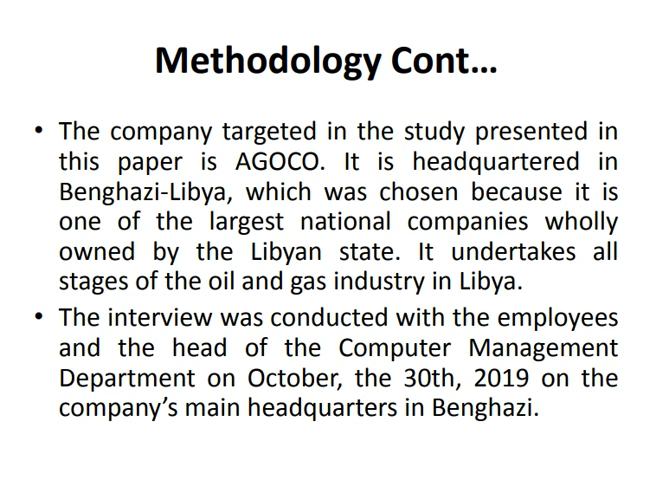 Methodology Cont...
• The company targeted in the study presented in
this paper is AGOCO. It is headquartered in
Benghazi-Libya, which was chosen because it is
one of the largest national companies wholly
owned by the Libyan state. It undertakes all
stages of the oil and gas industry in Libya.
• The interview was conducted with the employees
and the head of the Computer Management
Department on October, the 30th, 2019 on the
company's main headquarters in Benghazi.